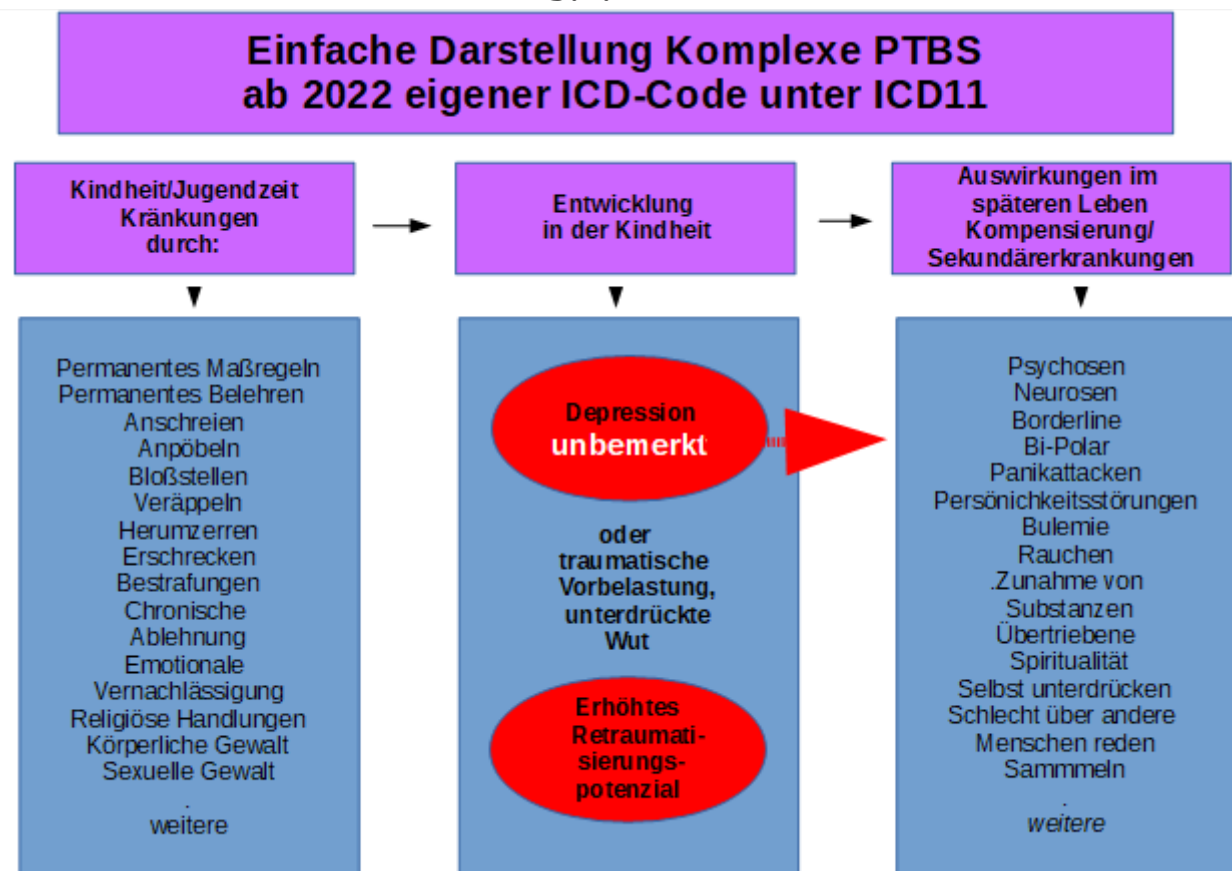 Einfache Darstellung Komplexe PTBS
ab 2022 eigener ICD-Code unter ICD11
Kindheit/Jugendzeit
Kränkungen
durch:
Entwicklung
in der Kindheit
Auswirkungen im
späteren Leben
Kompensierung/
Sekundärerkrankungen
Permanentes Maßregeln
Permanentes Belehren
Anschreien
Anpöbeln
Bloßstellen
Veräppeln
Herumzerren
Erschrecken
Bestrafungen
Chronische
Ablehnung
Emotionale
Vernachlässigung
Religiöse Handlungen
Körperliche Gewalt
Sexuelle Gewalt
.
weitere
Depression
unbemerkt
oder
traumatische
Vorbelastung,
unterdrückte
Wut
Erhöhtes
Retraumati-
sierungs-
potenzial
Psychosen
Neurosen
Borderline
Bi-Polar
Panikattacken
Persönichkeitsstörungen
Bulemie
Rauchen
.Zunahme von
Substanzen
Übertriebene
Spiritualität
Selbst unterdrücken
Schlecht über andere
Menschen reden
Sammmeln
.
weitere